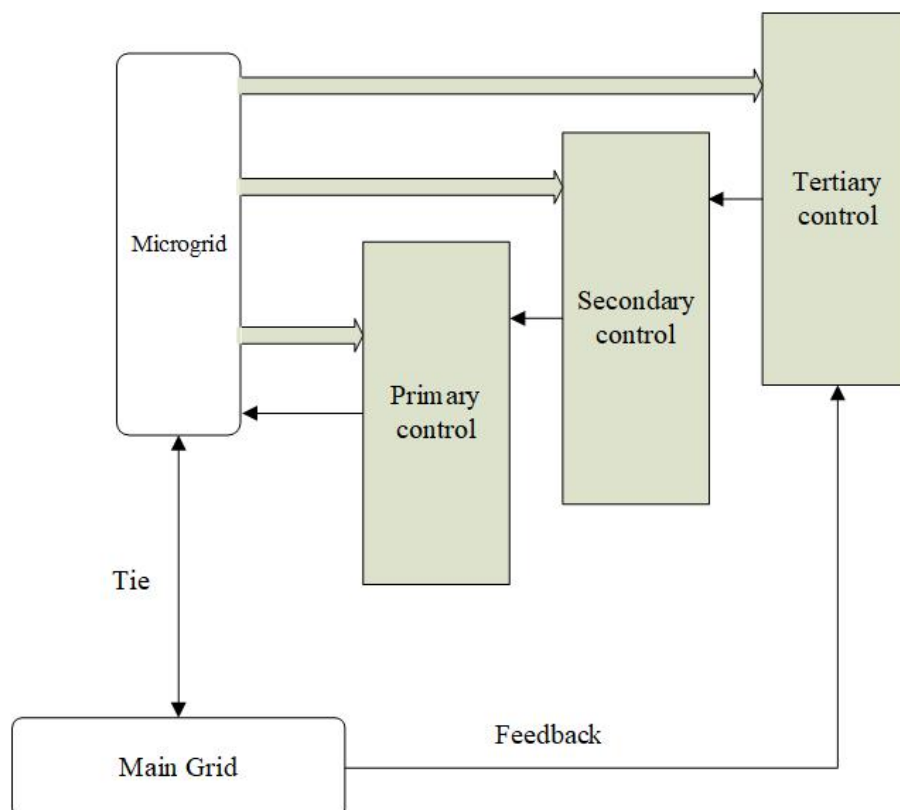 Tertiary
control
Microgrid
Secondary
control
Primary
control
Tie
Feedback
Main Grid